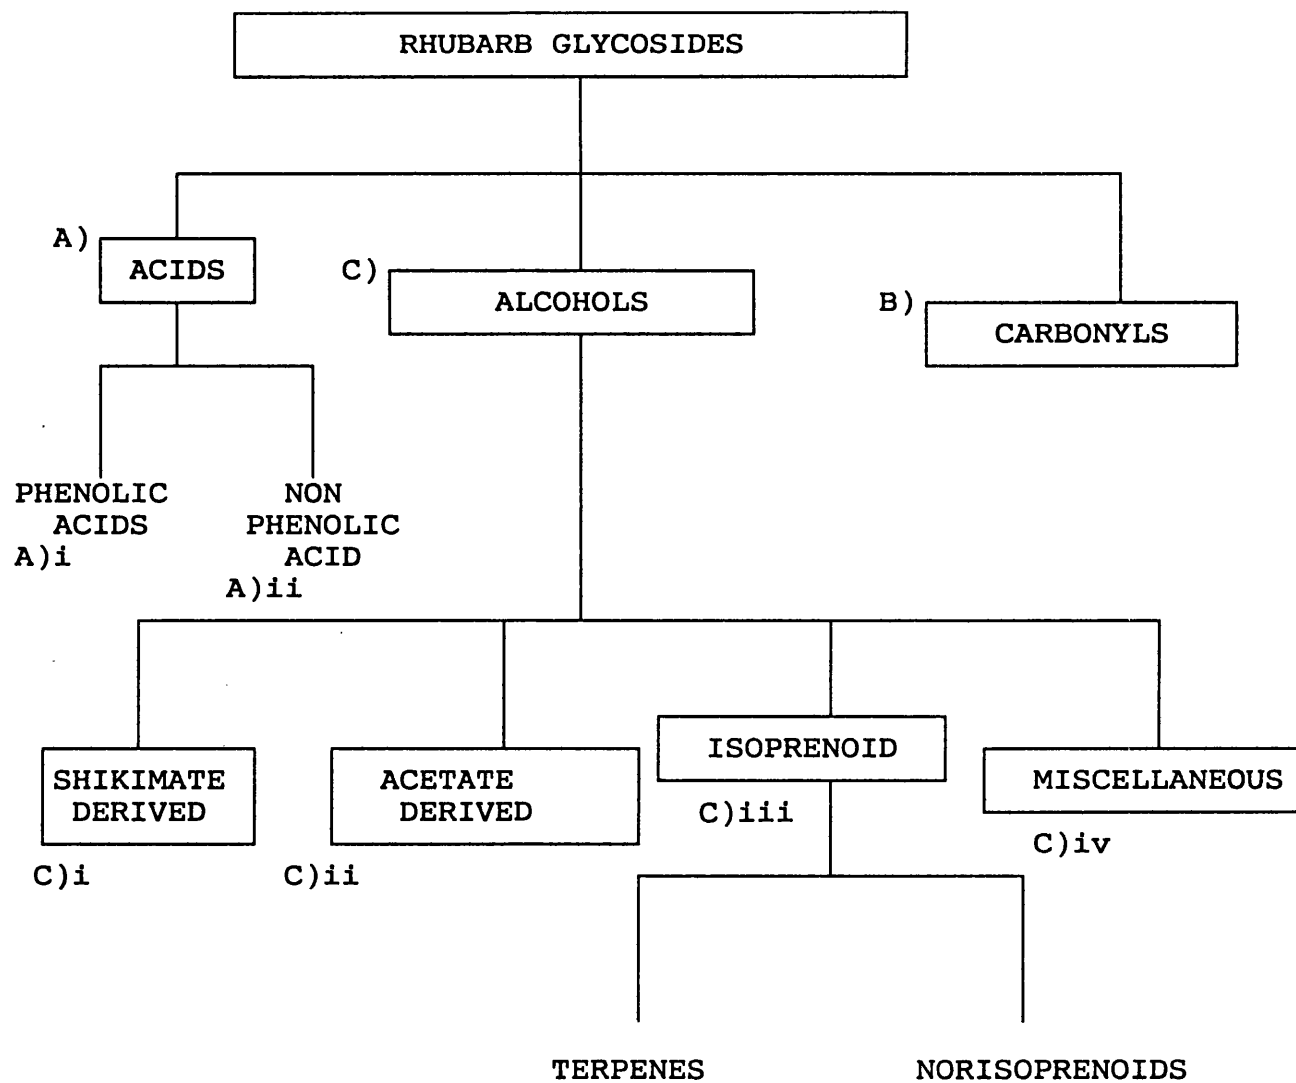 RHUBARB GLYCOSIDES
A)
ACIDS
C)
ALCOHOLS
B)
CARBONYLS
PHENOLIC
ACIDS
A)i
NON
PHENOLIC
ACID
A)ii
SHIKIMATE
DERIVED
C)i
ACETATE
DERIVED
C)ii
ISOPRENOID
C)iii
MISCELLANEOUS
C)iv
TERPENES
NORISOPRENOIDS